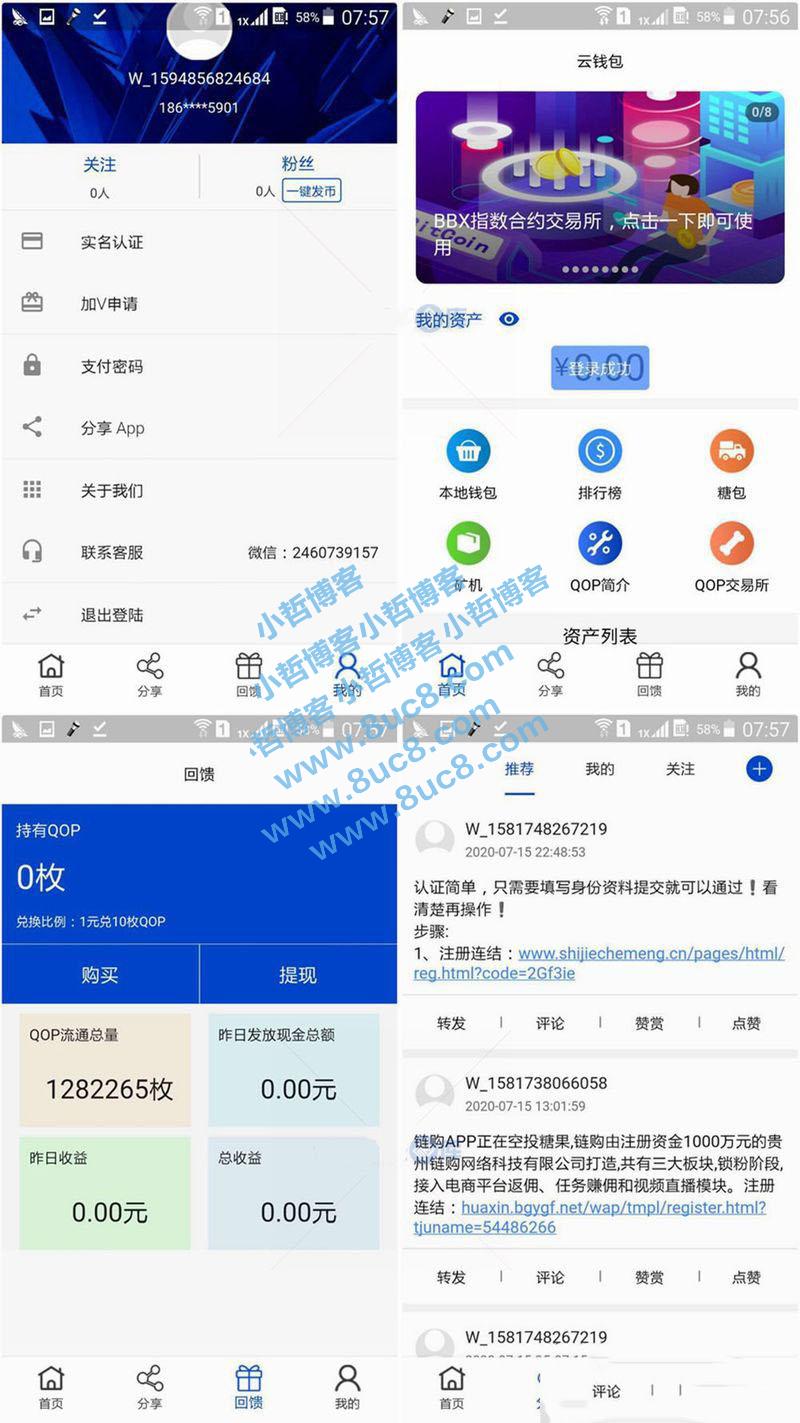 1X 58% 07:57
W_1594856824684
186****5901
关注
粉丝
0人
0人 一键发币
实名认证
加V申请
支付密码
分享 App
关于我们
联系客服
微信：2460739157
退出登陆
首页
分享
回馈
我的
1X 58% 07:56
云钱包
0/8
BitCoin
BBX指数合约交易所，点击一下即可使
用
我的资产
¥0.00
登录成功
本地钱包
排行榜
糖包
矿机
QOP简介
QOP交易所
资产列表
首页
分享
回馈
我的
小哲博客
小哲博客
小哲博客
小哲博客
小哲博客
哲博客
www.8uc8.com
www.8uc8.com
1X 58% 07:57
回馈
持有QOP
0枚
兑换比例：1元兑10枚QOP
购买
提现
QOP流通总量
1282265枚
昨日发放现金总额
0.00元
昨日收益
0.00元
总收益
0.00元
首页
分享
回馈
我的
1X 58% 07:57
推荐
我的
关注
W_1581748267219
2020-07-15 22:48:53
认证简单，只需要填写身份资料提交就可以通过❗看
清楚再操作❗
步骤:
1、注册连结：www.shijiechemeng.cn/pages/html/
reg.html?code=2Gf3ie
转发
评论
赞赏
点赞
W_1581738066058
2020-07-15 13:01:59
链购APP正在空投糖果,链购由注册资金1000万元的贵
州链购网络科技有限公司打造,共有三大板块,锁粉阶段,
接入电商平台返佣、任务赚佣和视频直播模块。注册
连结：huaxin.bgygf.net/wap/tmpl/register.html?
tjuname=54486266
转发
评论
赞赏
点赞
W_1581748267219
首页
评论